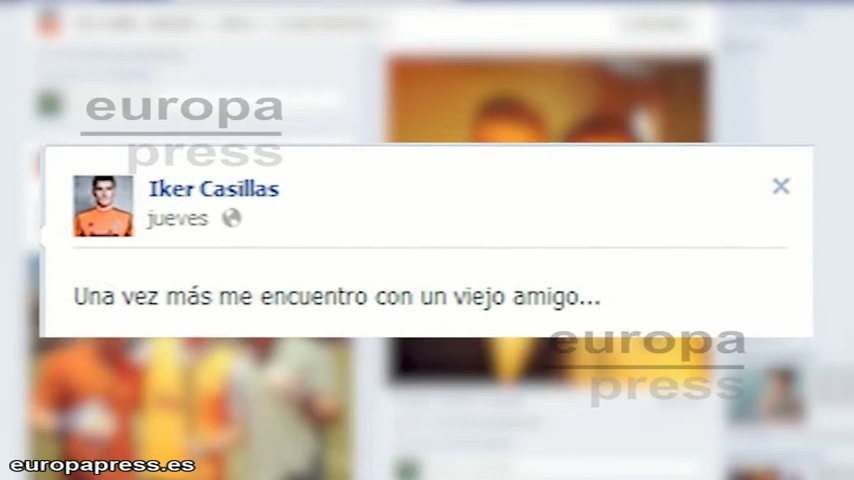 europa
press
Iker Casillas
jueves
Una vez más me encuentro con un viejo amigo...
europa
press
europapress.es